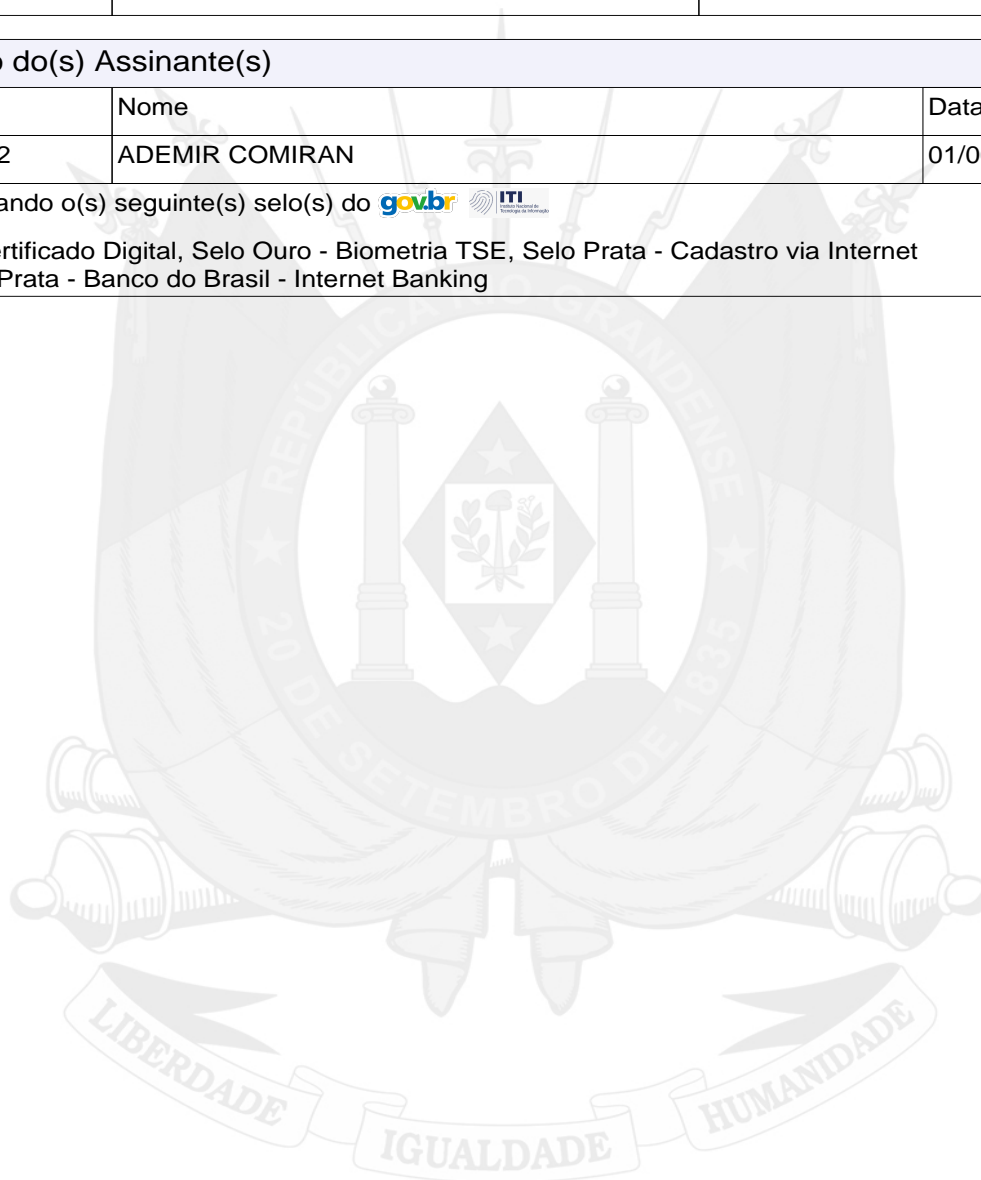 o do(s) Assinante(s)
Nome
Data
2
ADEMIR COMIRAN
01/0
ando o(s) seguinte(s) selo(s) do gov.br ITI
ertificado Digital, Selo Ouro - Biometria TSE, Selo Prata - Cadastro via Internet
Prata - Banco do Brasil - Internet Banking
REPÚBLICA RIO GRANDENSE
20 DE SETEMBRO DE 1835
LIBERDADE
IGUALDADE
HUMANIDADE